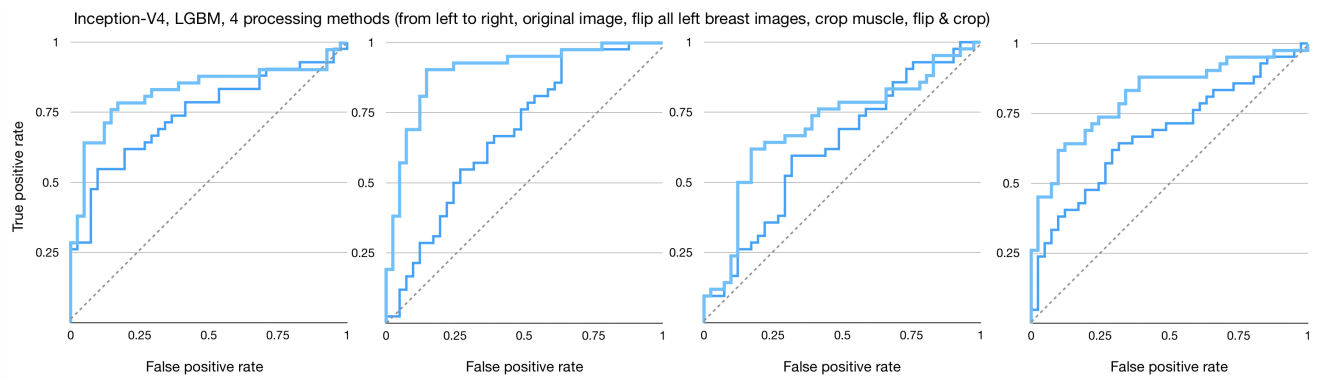 Inception-V4, LGBM, 4 processing methods (from left to right, original image, flip all left breast images, crop muscle, flip & crop)
True positive rate
1
0.75
0.5
0.25
0 0.25 0.5 0.75 1
False positive rate
1
0.75
0.5
0.25
0 0.25 0.5 0.75 1
False positive rate
1
0.75
0.5
0.25
0 0.25 0.5 0.75 1
False positive rate
1
0.75
0.5
0.25
0 0.25 0.5 0.75 1
False positive rate